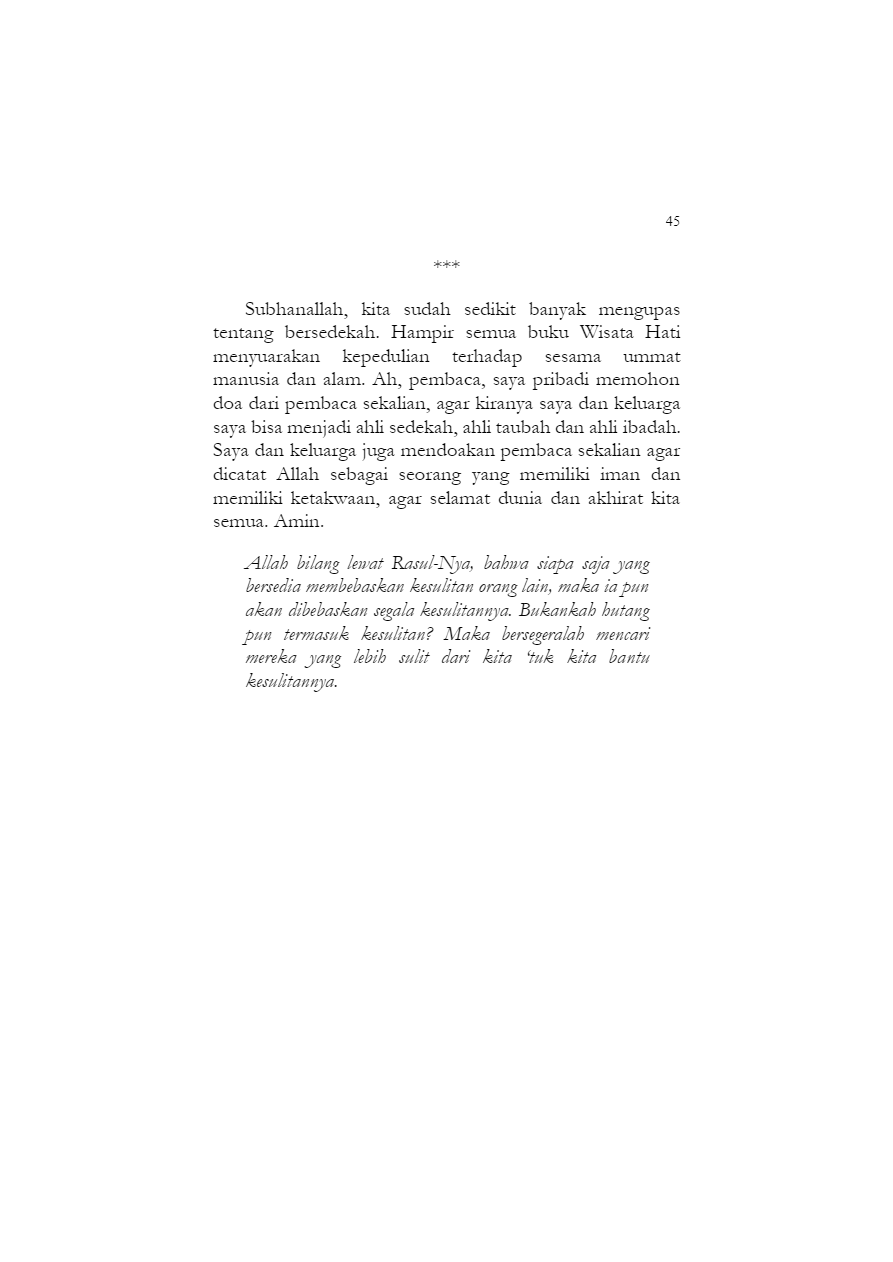 45
***
Subhanallah, kita sudah sedikit banyak mengupas
tentang bersedekah. Hampir semua buku Wisata Hati
menyuarakan kepedulian terhadap sesama ummat
manusia dan alam. Ah, pembaca, saya pribadi memohon
doa dari pembaca sekalian, agar kiranya saya dan keluarga
saya bisa menjadi ahli sedekah, ahli taubah dan ahli ibadah.
Saya dan keluarga juga mendoakan pembaca sekalian agar
dicatat Allah sebagai seorang yang memiliki iman dan
memiliki ketakwaan, agar selamat dunia dan akhirat kita
semua. Amin.
Allah bilang lewat Rasul-Nya, bahwa siapa saja yang
bersedia membebaskan kesulitan orang lain, maka ia pun
akan dibebaskan segala kesulitannya. Bukankah hutang
pun termasuk kesulitan? Maka bersegeralah mencari
mereka yang lebih sulit dari kita ‘tuk kita bantu
kesulitannya.